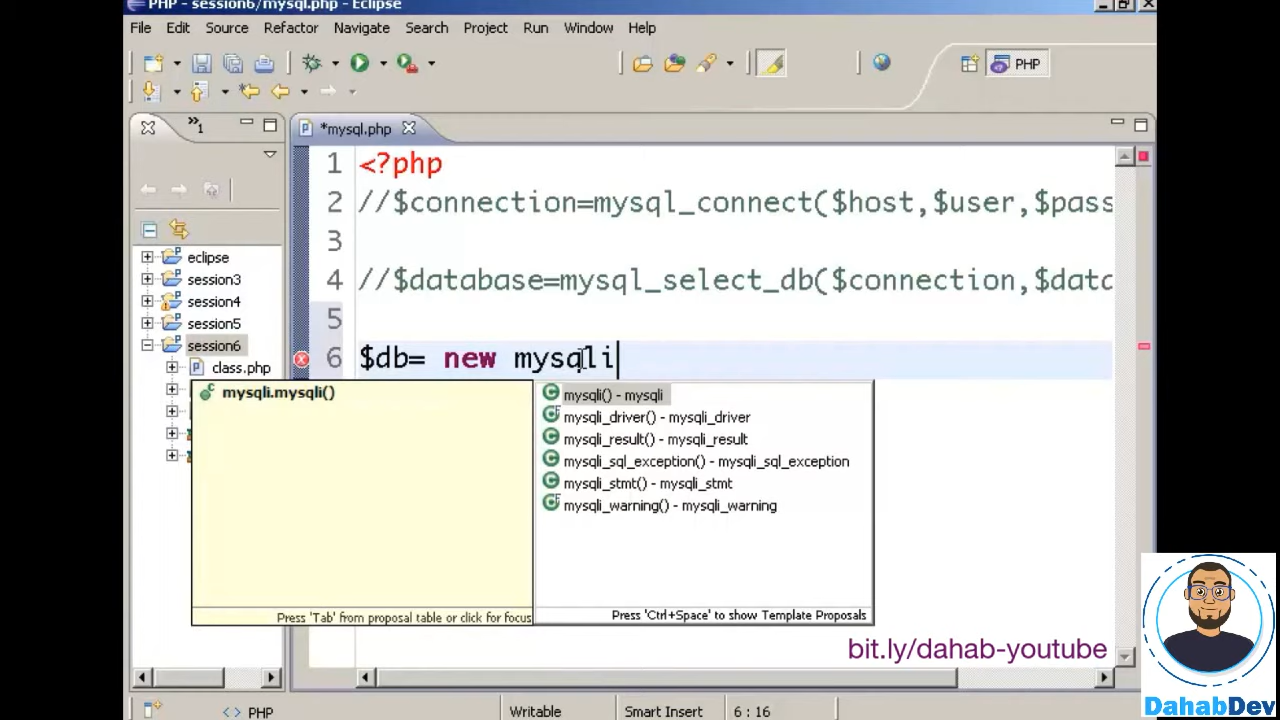 PHP - session6/mysql.php - Eclipse
File Edit Source Refactor Navigate Search Project Run Window Help
PHP
»1
*mysql.php
eclipse
session3
session4
session5
session6
class.php
1 <?php
2 //$connection=mysql_connect($host,$user,$pass
3
4 //$database=mysql_select_db($connection,$data
5
6 $db= new mysqli
mysqli.mysqli()
Press 'Tab' from proposal table or click for focus
mysqli() - mysqli
mysqli_driver() - mysqli_driver
mysqli_result() - mysqli_result
mysqli_sql_exception() - mysqli_sql_exception
mysqli_stmt() - mysqli_stmt
mysqli_warning() - mysqli_warning
Press 'Ctrl+Space' to show Template Proposals
bit.ly/dahab-youtube
<> PHP
Writable
Smart Insert
6 : 16
DahabDev